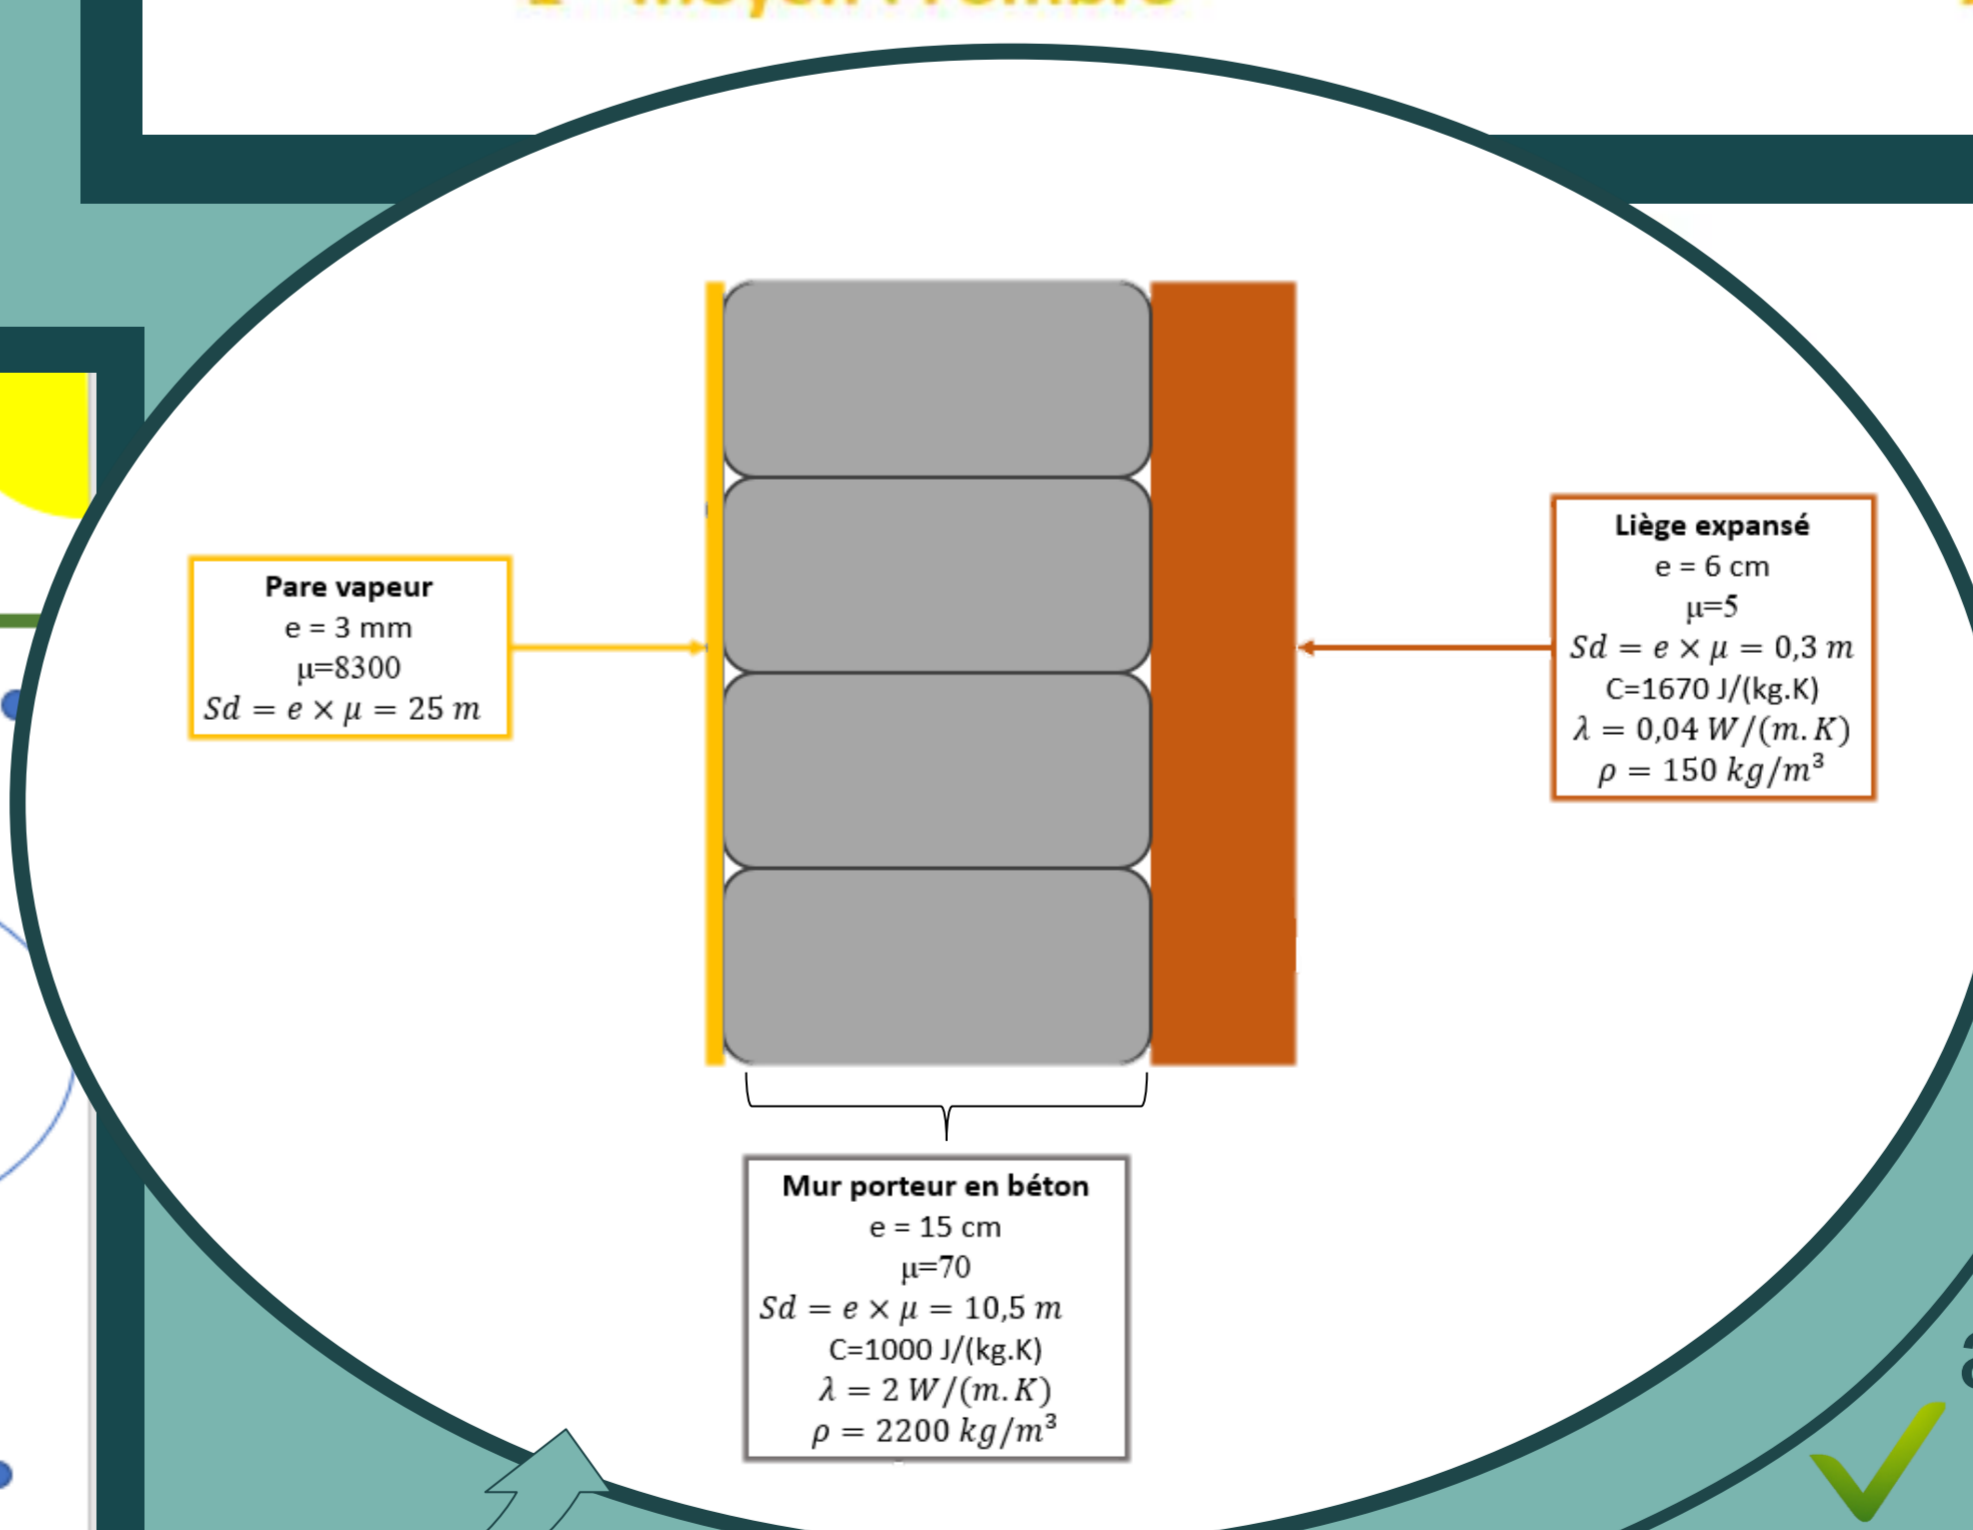 Pare vapeur
e = 3 mm
µ=8300
Sd = e × µ = 25 m
Liège expansé
e = 6 cm
µ=5
Sd = e × µ = 0,3 m
C=1670 J/(kg.K)
λ = 0,04 W/(m.K)
ρ = 150 kg/m³
Mur porteur en béton
e = 15 cm
µ=70
Sd = e × µ = 10,5 m
C=1000 J/(kg.K)
λ = 2 W/(m.K)
ρ = 2200 kg/m³